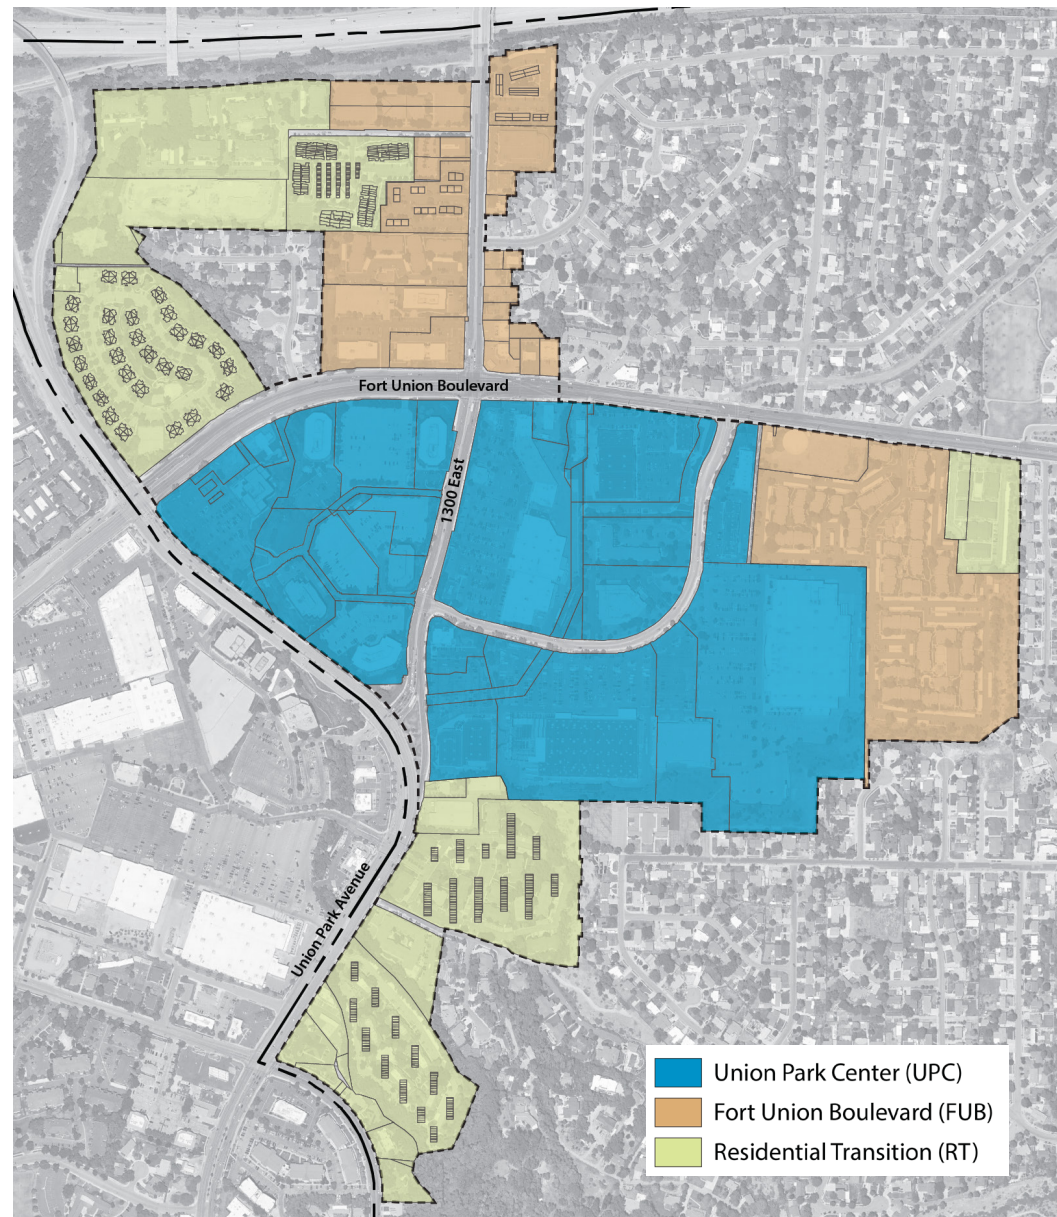 Fort Union Boulevard
1300 East
Union Park Avenue
Union Park Center (UPC)
Fort Union Boulevard (FUB)
Residential Transition (RT)